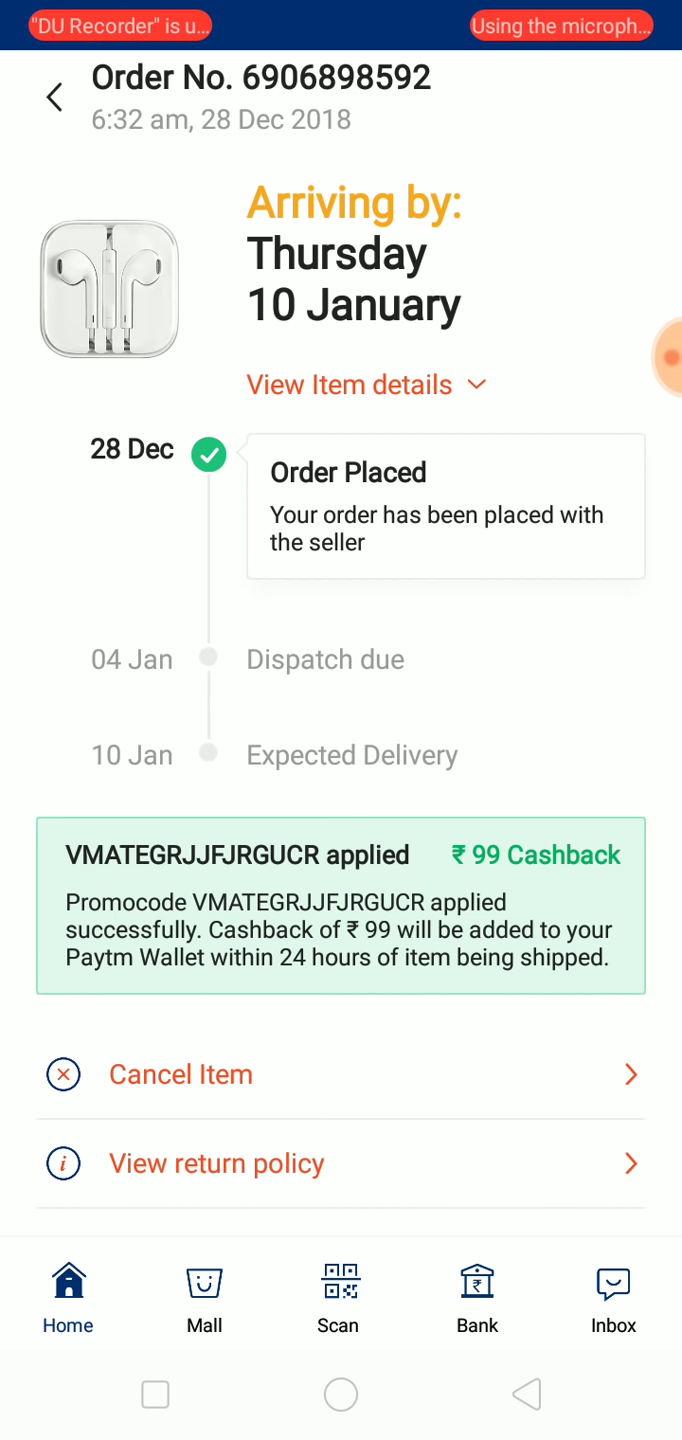 "DU Recorder" is u... Using the microph...
Order No. 6906898592
6:32 am, 28 Dec 2018
Arriving by:
Thursday
10 January
View Item details
28 Dec
Order Placed
Your order has been placed with
the seller
04 Jan Dispatch due
10 Jan Expected Delivery
VMATEGRJJFJRGUCR applied ₹ 99 Cashback
Promocode VMATEGRJJFJRGUCR applied
successfully. Cashback of ₹ 99 will be added to your
Paytm Wallet within 24 hours of item being shipped.
Cancel Item
View return policy
Home Mall Scan Bank Inbox